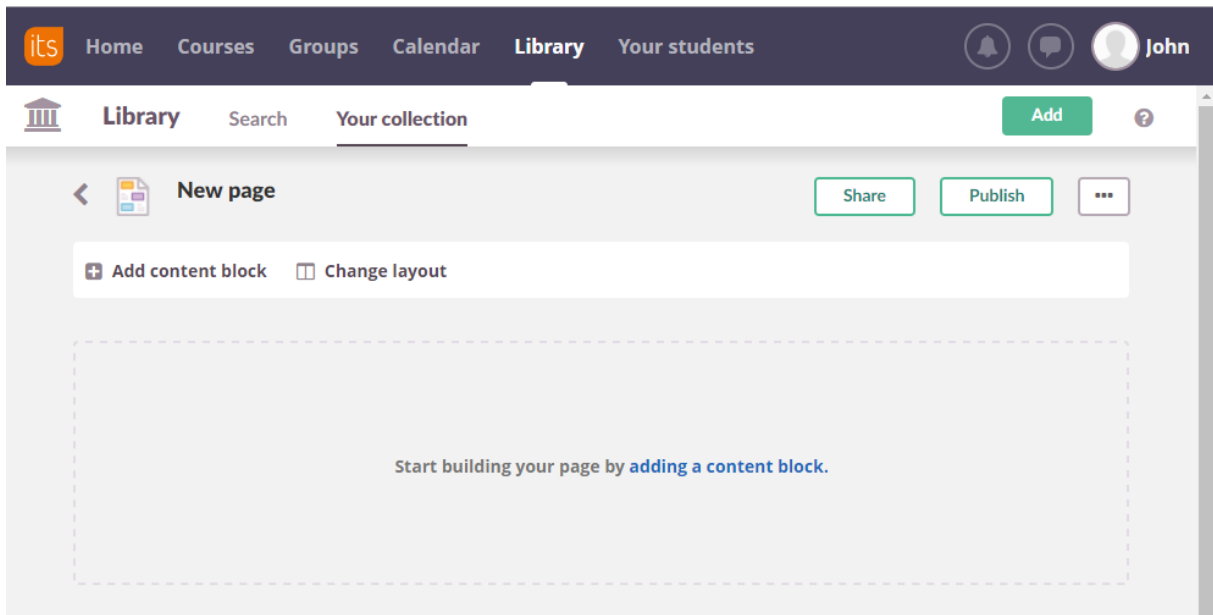 its Home Courses Groups Calendar Library Your students John
Library Search Your collection Add
New page Share Publish
Add content block Change layout
Start building your page by adding a content block.